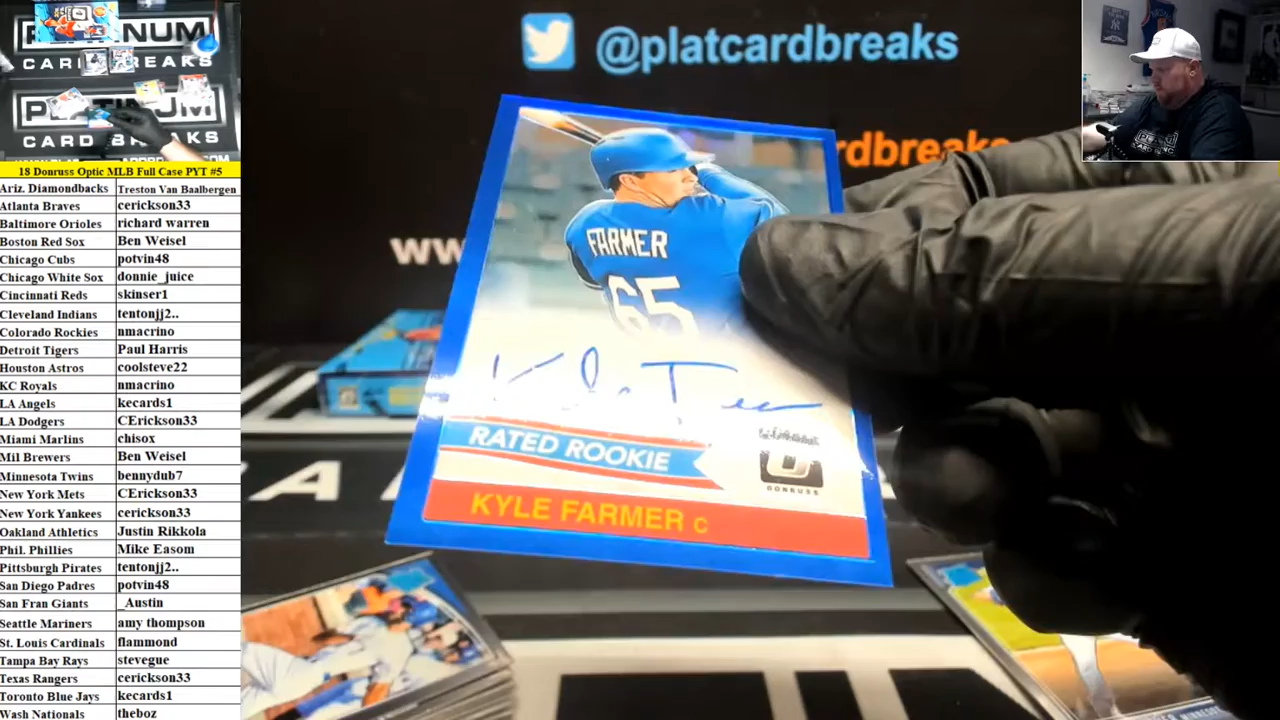 PLATINUM
CARD BREAKS
PLATINUM
CARD BREAKS
18 Donruss Optic MLB Full Case PYT #5
Ariz. Diamondbacks Treston Van Baalbergen
Atlanta Braves cerickson33
Baltimore Orioles richard warren
Boston Red Sox Ben Weisel
Chicago Cubs potvin48
Chicago White Sox donnie_juice
Cincinnati Reds skinser1
Cleveland Indians tentonjj2..
Colorado Rockies nmacrino
Detroit Tigers Paul Harris
Houston Astros coolsteve22
KC Royals nmacrino
LA Angels kecards1
LA Dodgers CErickson33
Miami Marlins chisox
Mil Brewers Ben Weisel
Minnesota Twins bennydub7
New York Mets CErickson33
New York Yankees cerickson33
Oakland Athletics Justin Rikkola
Phil. Phillies Mike Easom
Pittsburgh Pirates tentonjj2..
San Diego Padres potvin48
San Fran Giants _Austin
Seattle Mariners amy thompson
St. Louis Cardinals flammond
Tampa Bay Rays stevegue
Texas Rangers cerickson33
Toronto Blue Jays kecards1
Wash Nationals theboz
@platcardbreaks
rdbreaks
www
FARMER
65
RATED ROOKIE
DONRUSS
KYLE FARMER C